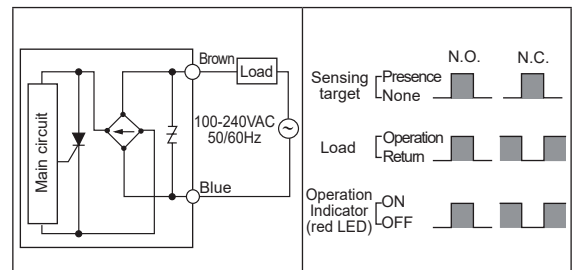 Main circuit
Brown
Load
100-240VAC
50/60Hz
Blue
N.O. N.C.
Sensing
target
Presence
None
Load
Operation
Return
Operation
Indicator
(red LED)
ON
OFF